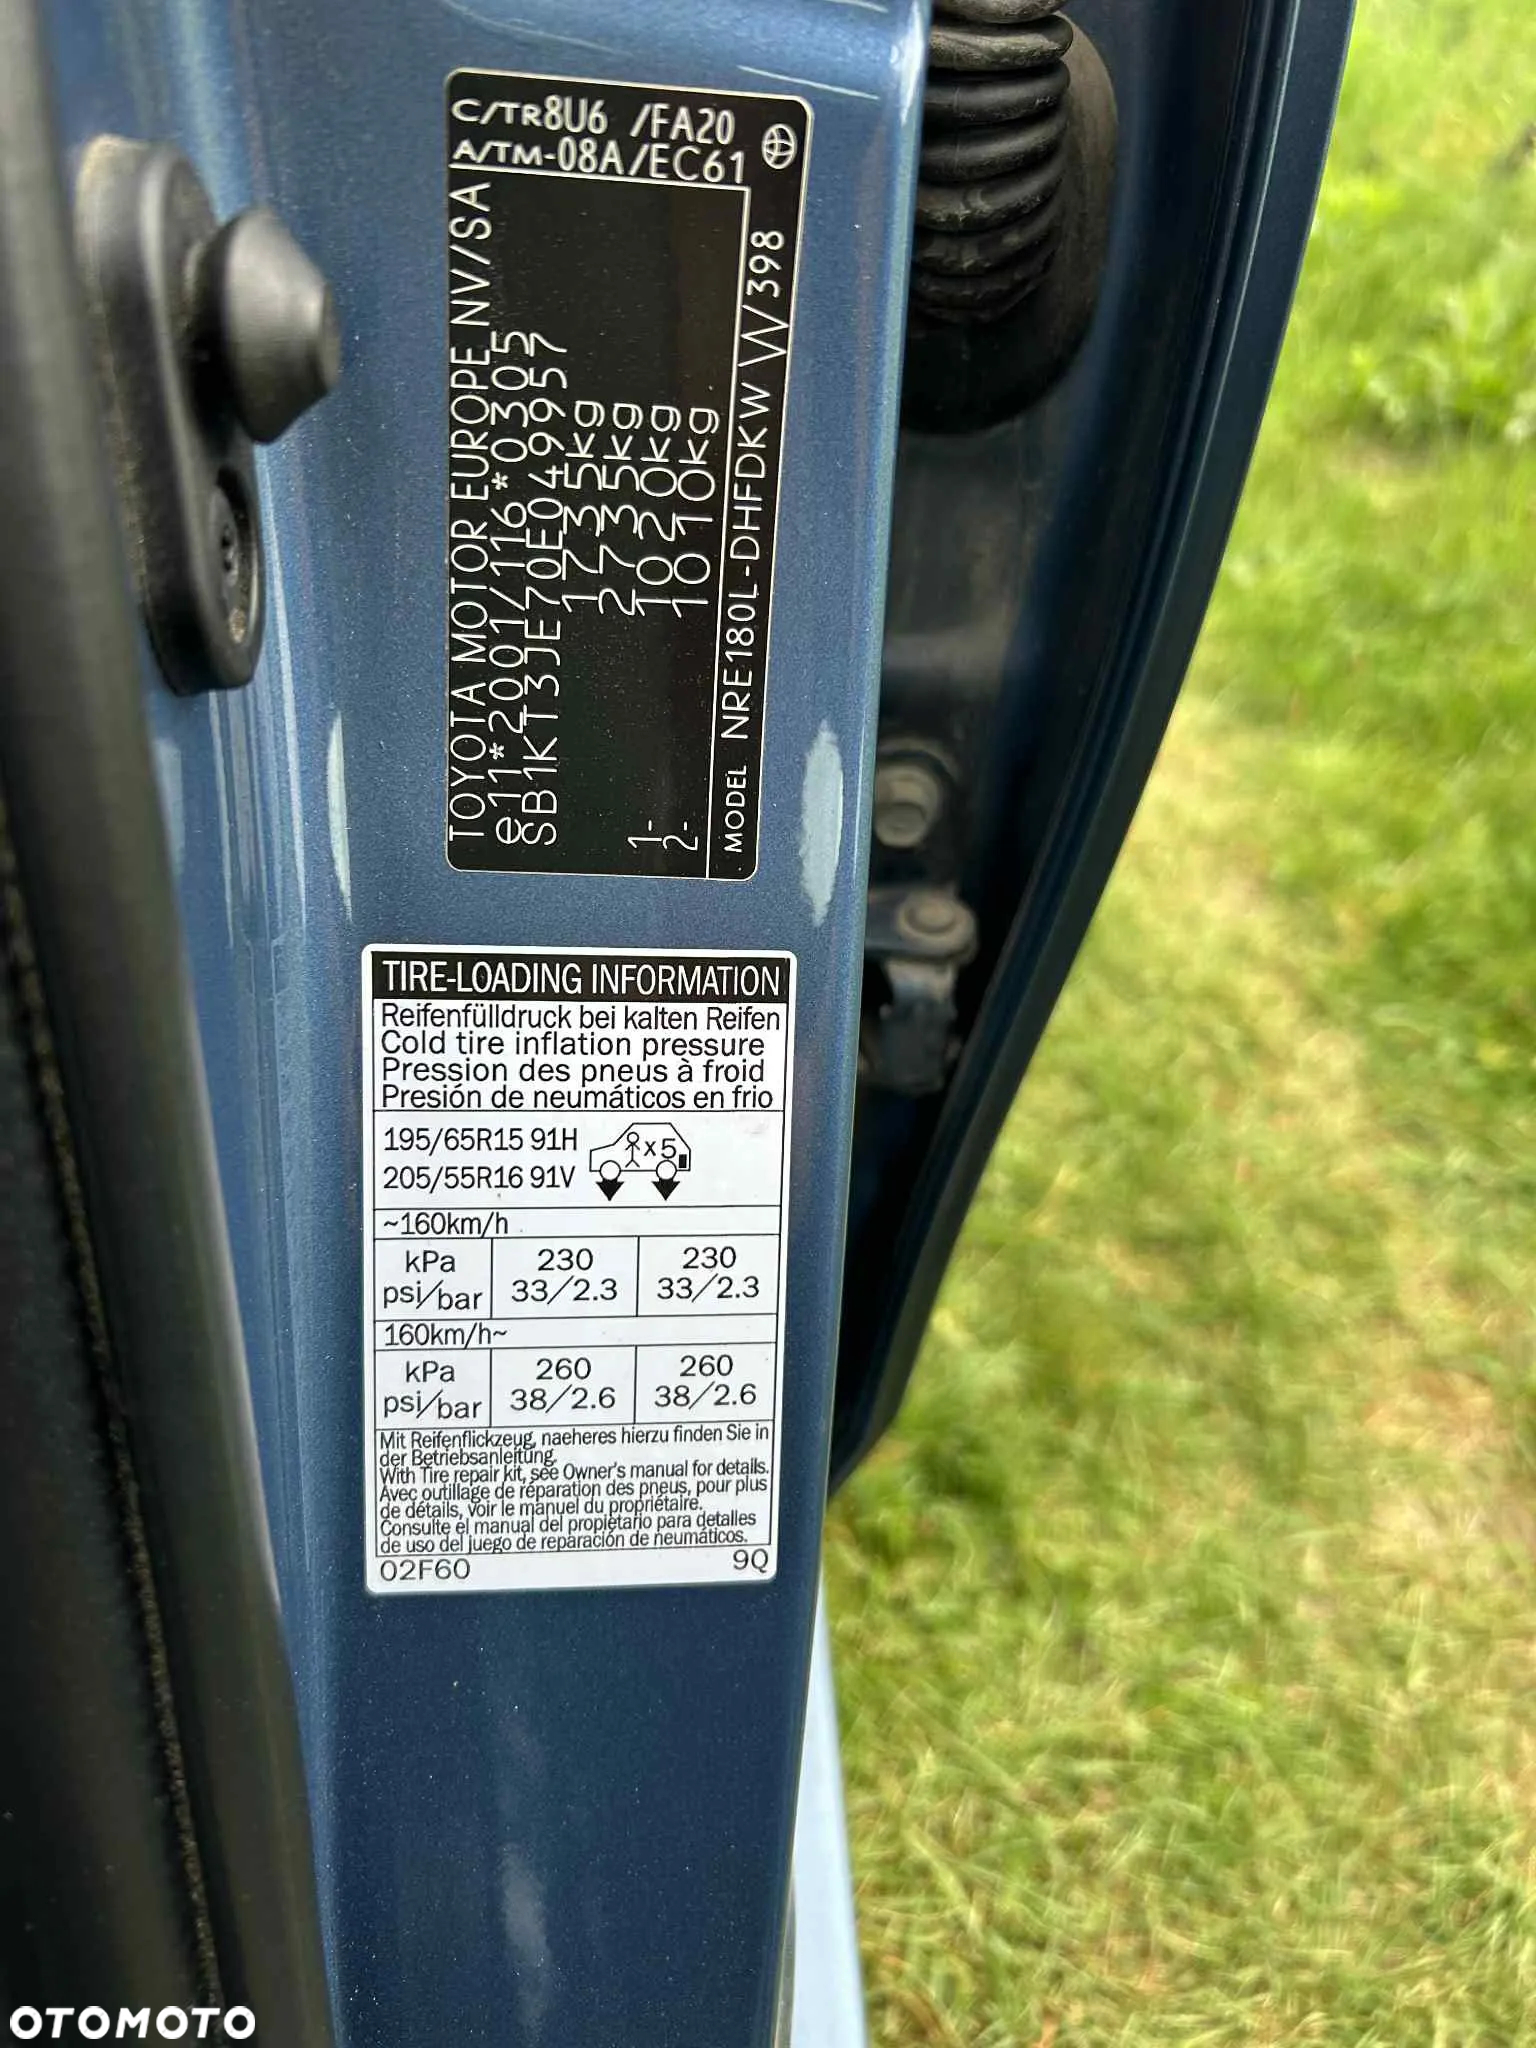 C/TR8U6 /FA20
A/TM-08A/EC61
TOYOTA MOTOR EUROPE NV/SA
e11*2001/116*0305
SB1KT3JE70E049957
1735kg
2735kg
1- 1020kg
2- 1010kg
MODEL NRE180L-DHFDKW W398
TIRE-LOADING INFORMATION
Reifenfülldruck bei kalten Reifen
Cold tire inflation pressure
Pression des pneus à froid
Presión de neumáticos en frio
195/65R15 91H
x5
205/55R16 91V
~160km/h
kPa 230 230
psi/bar 33/2.3 33/2.3
160km/h~
kPa 260 260
psi/bar 38/2.6 38/2.6
Mit Reifenflickzeug, naeheres hierzu finden Sie in
der Betriebsanleitung.
With Tire repair kit, see Owner's manual for details.
Avec outillage de réparation des pneus, pour plus
de détails, voir le manuel du propriétaire.
Consulte el manual del propietario para detalles
de uso del juego de reparación de neumáticos.
02F60 9Q
OTOMOTO